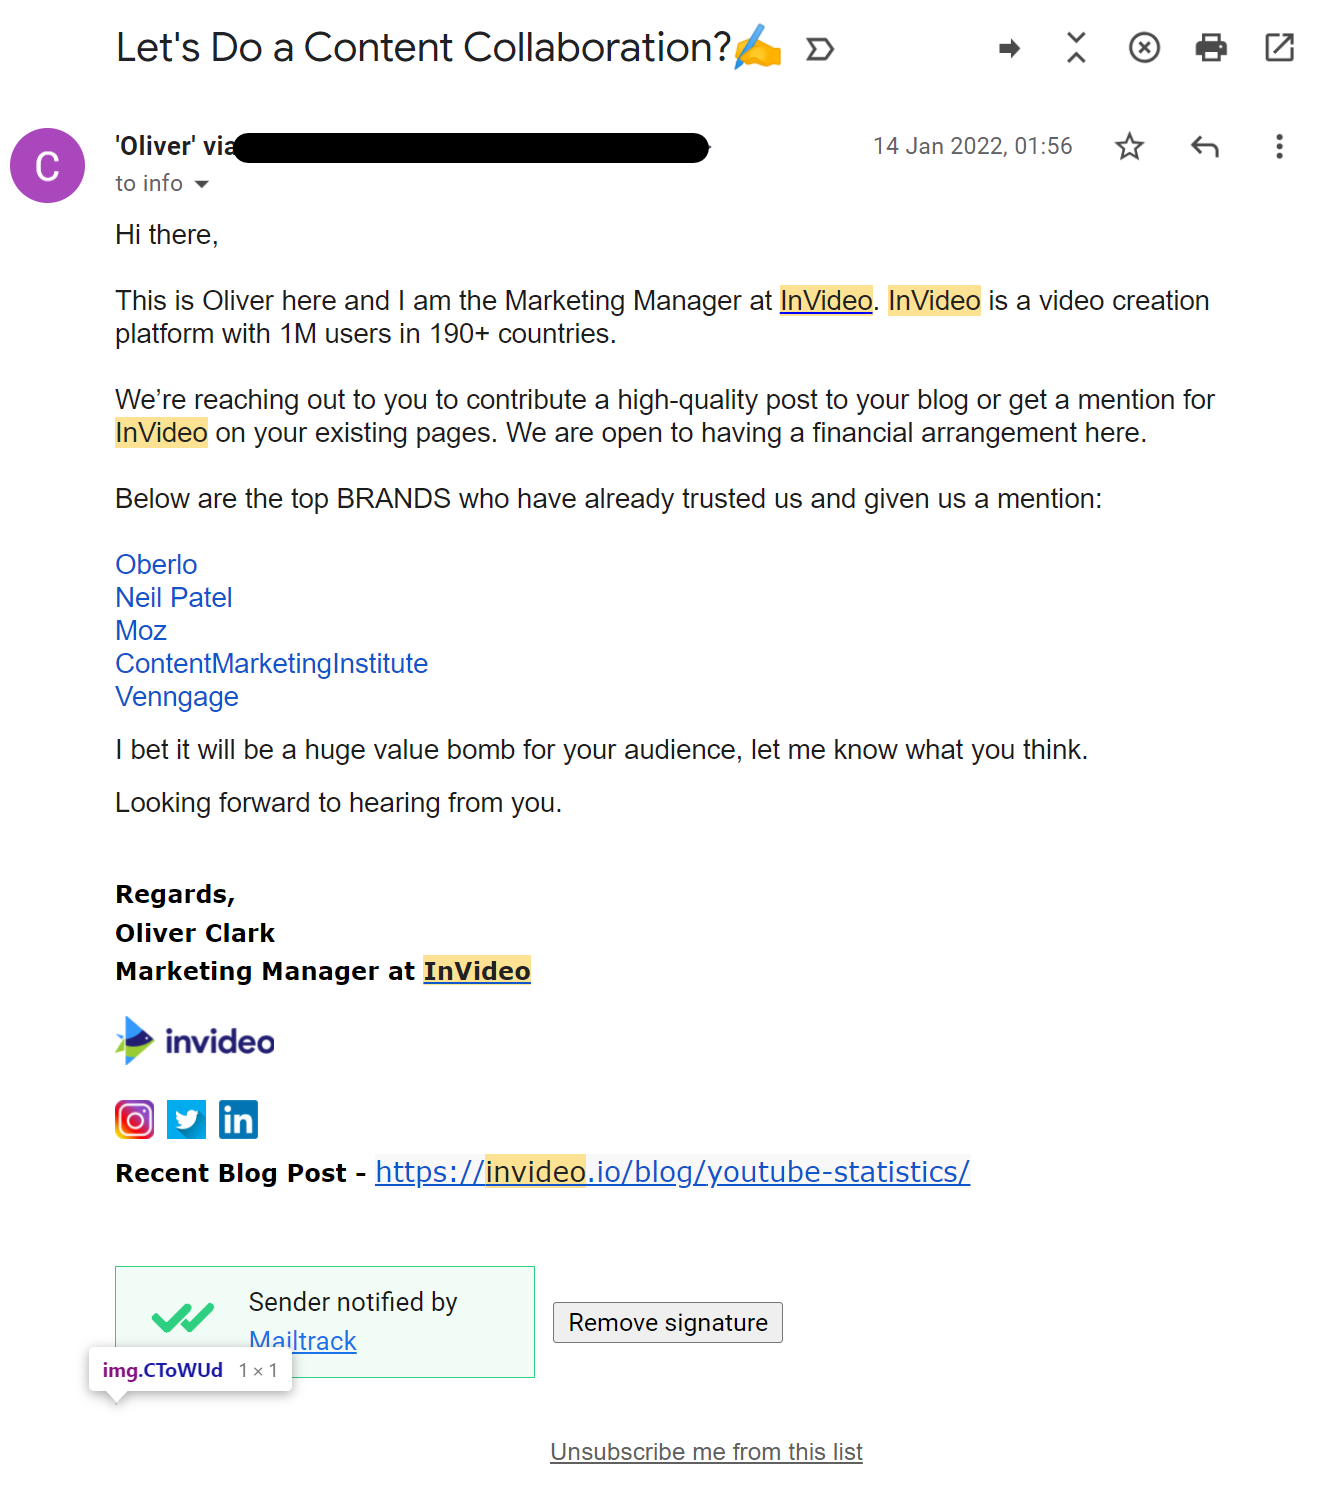 Let's Do a Content Collaboration?✍️
C
'Oliver' via
14 Jan 2022, 01:56
to info
Hi there,
This is Oliver here and I am the Marketing Manager at InVideo. InVideo is a video creation
platform with 1M users in 190+ countries.
We’re reaching out to you to contribute a high-quality post to your blog or get a mention for
InVideo on your existing pages. We are open to having a financial arrangement here.
Below are the top BRANDS who have already trusted us and given us a mention:
Oberlo
Neil Patel
Moz
ContentMarketingInstitute
Venngage
I bet it will be a huge value bomb for your audience, let me know what you think.
Looking forward to hearing from you.
Regards,
Oliver Clark
Marketing Manager at InVideo
invideo
in
Recent Blog Post - https://invideo.io/blog/youtube-statistics/
Sender notified by
Mailtrack
Remove signature
img.CToWUd 1 × 1
Unsubscribe me from this list